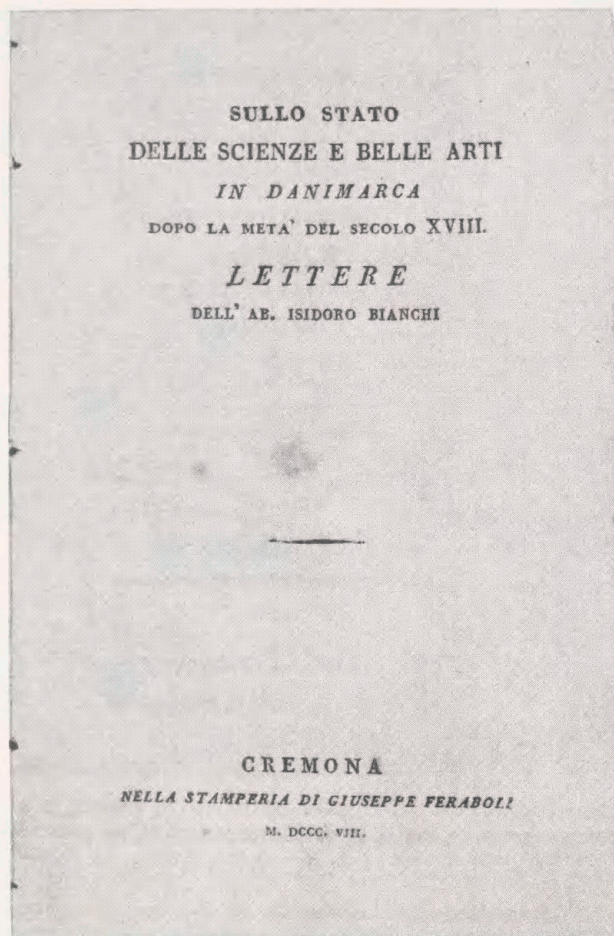 SULLO STATO
DELLE SCIENZE E BELLE ARTI
IN DANIMARCA
DOPO LA META' DEL SECOLO XVIII.
LETTERE
DELL' AB. ISIDORO BIANCHI
CREMONA
NELLA STAMPERIA DI GIUSEPPE FERABOLI
M. DCCC. VIII.